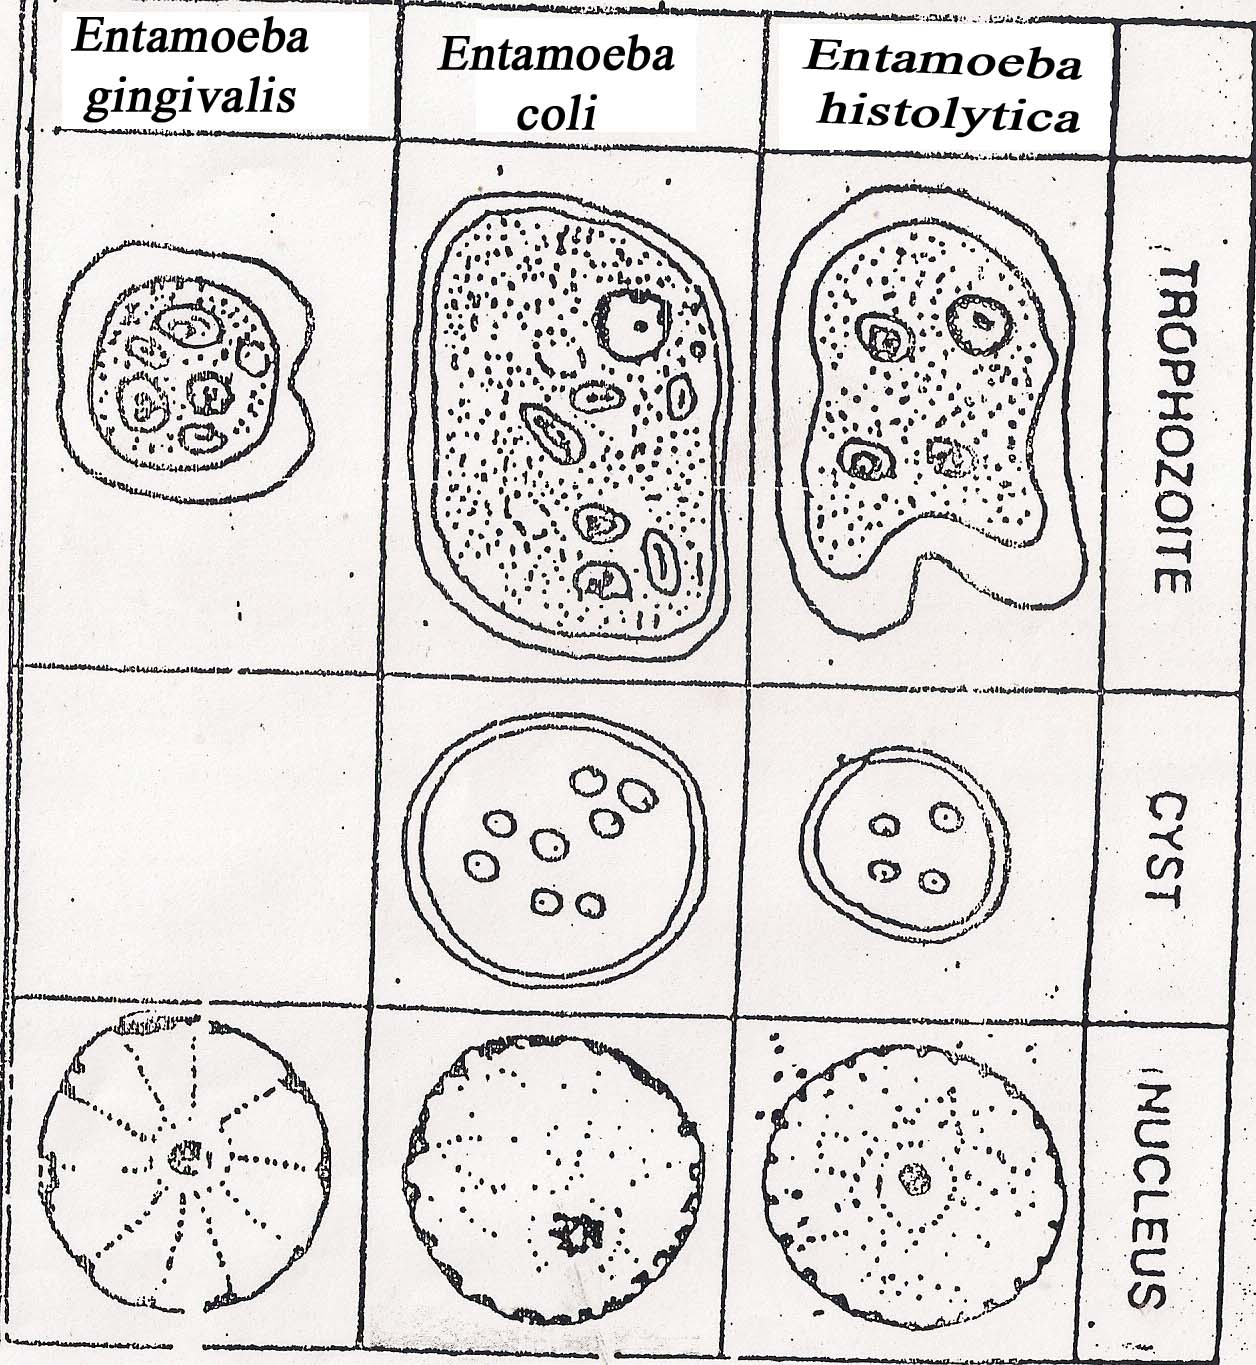 Entamoeba
gingivalis
Entamoeba
coli
Entamoeba
histolytica
TROPHOZOITE
CYST
NUCLEUS